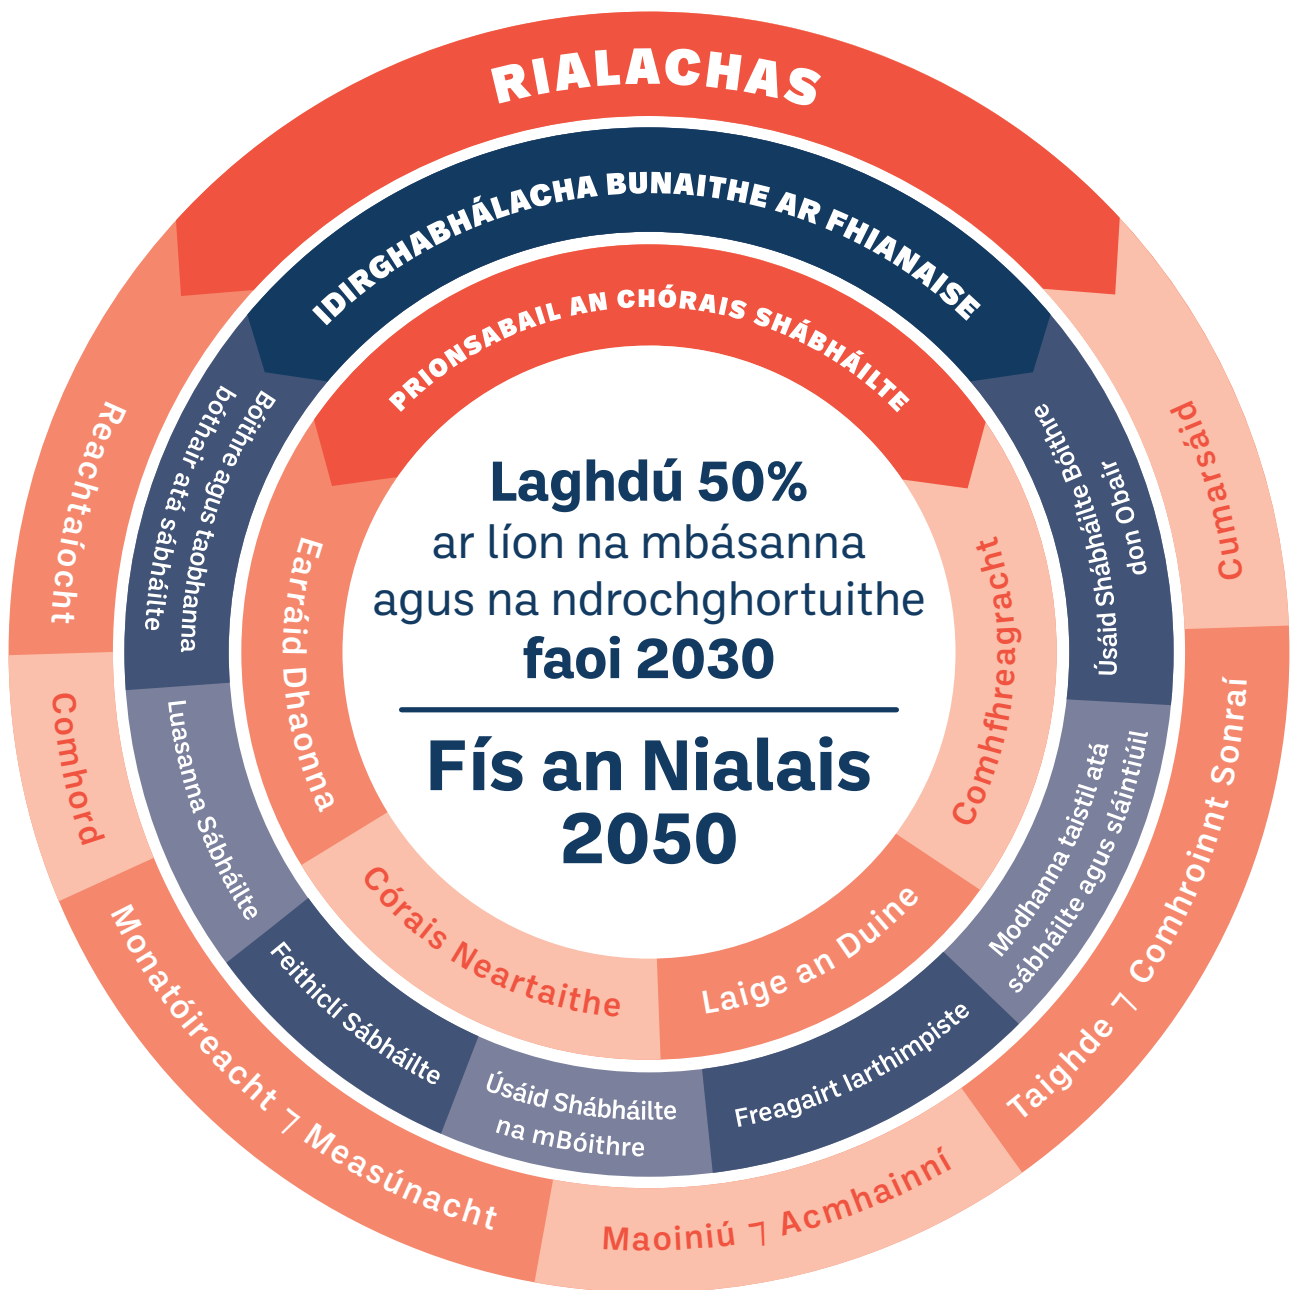 RIALACHAS
Reachtaíocht
Comhord
Monatóireacht ⁊ Measúnacht
Maoiniú ⁊ Acmhainní
Taighde ⁊ Comhroinnt Sonraí
Cumarsáid
IDIRGHABHÁLACHA BUNAITHE AR FHIANAISE
Bóithre agus taobhanna
bóthair atá sábháilte
Luasanna Sábháilte
Feithiclí Sábháilte
Úsáid Shábháilte
na mBóithre
Freagairt Iarthimpiste
Modhanna taistil atá
sábháilte agus sláintiúil
Úsáid Shábháilte Bóithre
don Obair
PRIONSABAIL AN CHÓRAIS SHÁBHÁILTE
Earráid Dhaonna
Córais Neartaithe
Laige an Duine
Comhfhreagracht
Laghdú 50%
ar líon na mbásanna
agus na ndrochghortuithe
faoi 2030
Fís an Nialais
2050